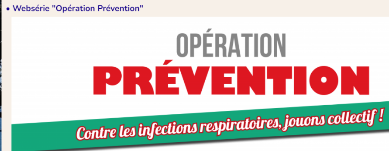 • Websérie "Opération Prévention"
OPÉRATION
PRÉVENTION
Contre les infections respiratoires, jouons collectif !